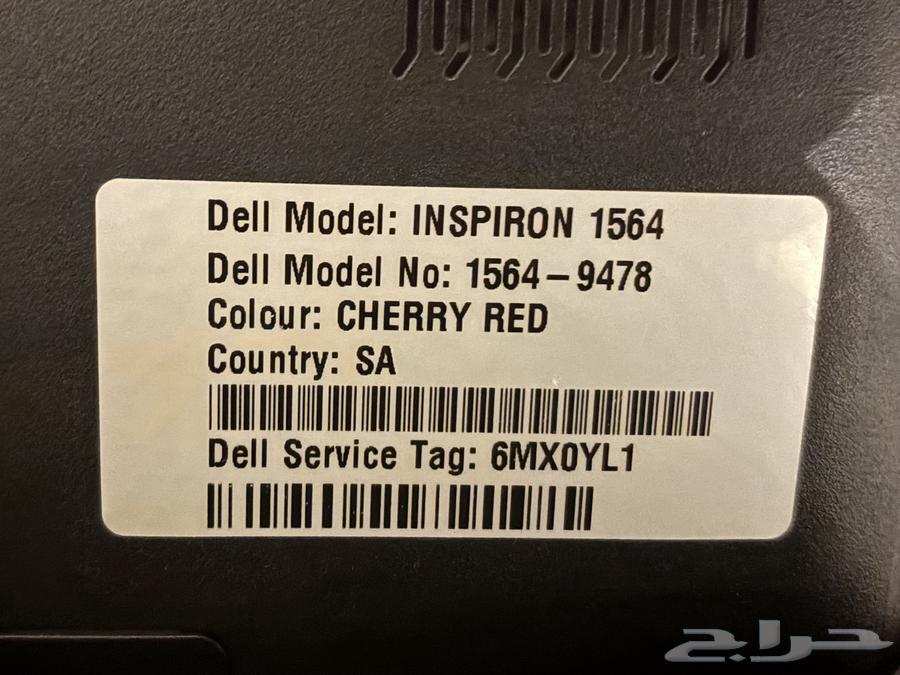 Dell Model: INSPIRON 1564
Dell Model No: 1564-9478
Colour: CHERRY RED
Country: SA
Dell Service Tag: 6MX0YL1
حراج